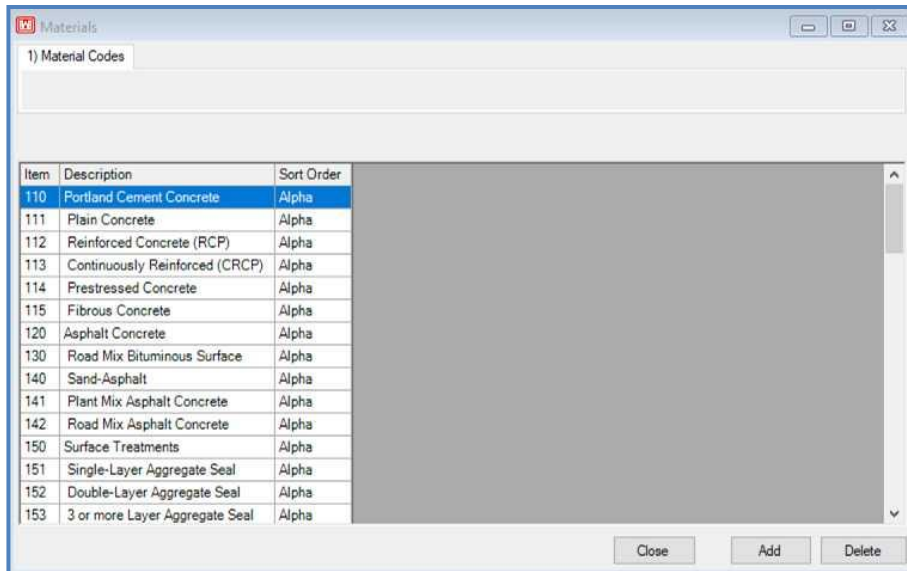 Materials
1) Material Codes
Item Description Sort Order
110 Portland Cement Concrete Alpha
111 Plain Concrete Alpha
112 Reinforced Concrete (RCP) Alpha
113 Continuously Reinforced (CRCP) Alpha
114 Prestressed Concrete Alpha
115 Fibrous Concrete Alpha
120 Asphalt Concrete Alpha
130 Road Mix Bituminous Surface Alpha
140 Sand-Asphalt Alpha
141 Plant Mix Asphalt Concrete Alpha
142 Road Mix Asphalt Concrete Alpha
150 Surface Treatments Alpha
151 Single-Layer Aggregate Seal Alpha
152 Double-Layer Aggregate Seal Alpha
153 3 or more Layer Aggregate Seal Alpha
Close Add Delete